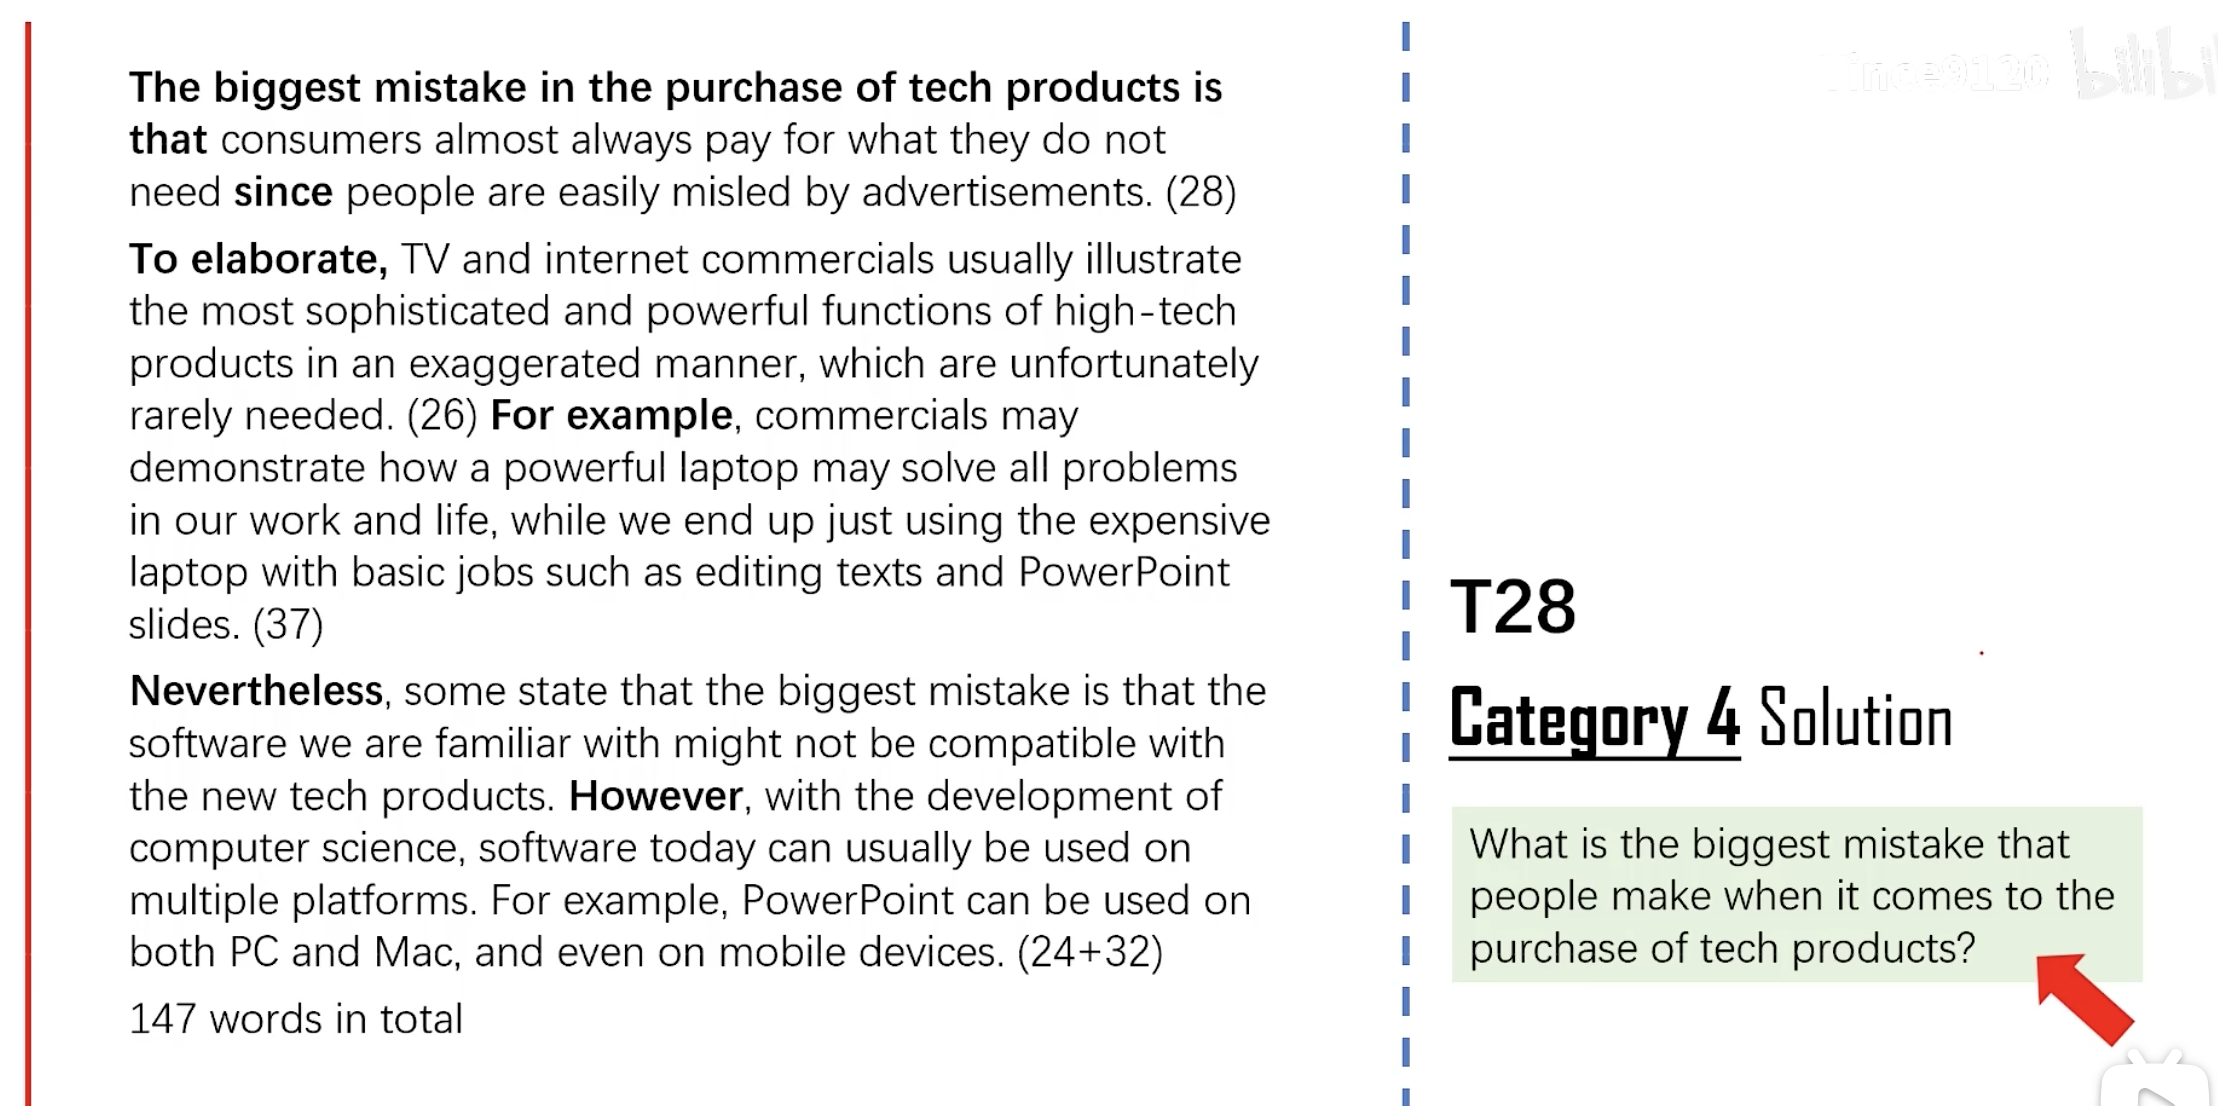 The biggest mistake in the purchase of tech products is
that consumers almost always pay for what they do not
need since people are easily misled by advertisements. (28)
To elaborate, TV and internet commercials usually illustrate
the most sophisticated and powerful functions of high-tech
products in an exaggerated manner, which are unfortunately
rarely needed. (26) For example, commercials may
demonstrate how a powerful laptop may solve all problems
in our work and life, while we end up just using the expensive
laptop with basic jobs such as editing texts and PowerPoint
slides. (37)
Nevertheless, some state that the biggest mistake is that the
software we are familiar with might not be compatible with
the new tech products. However, with the development of
computer science, software today can usually be used on
multiple platforms. For example, PowerPoint can be used on
both PC and Mac, and even on mobile devices. (24+32)
147 words in total
T28
Category 4 Solution
What is the biggest mistake that
people make when it comes to the
purchase of tech products?